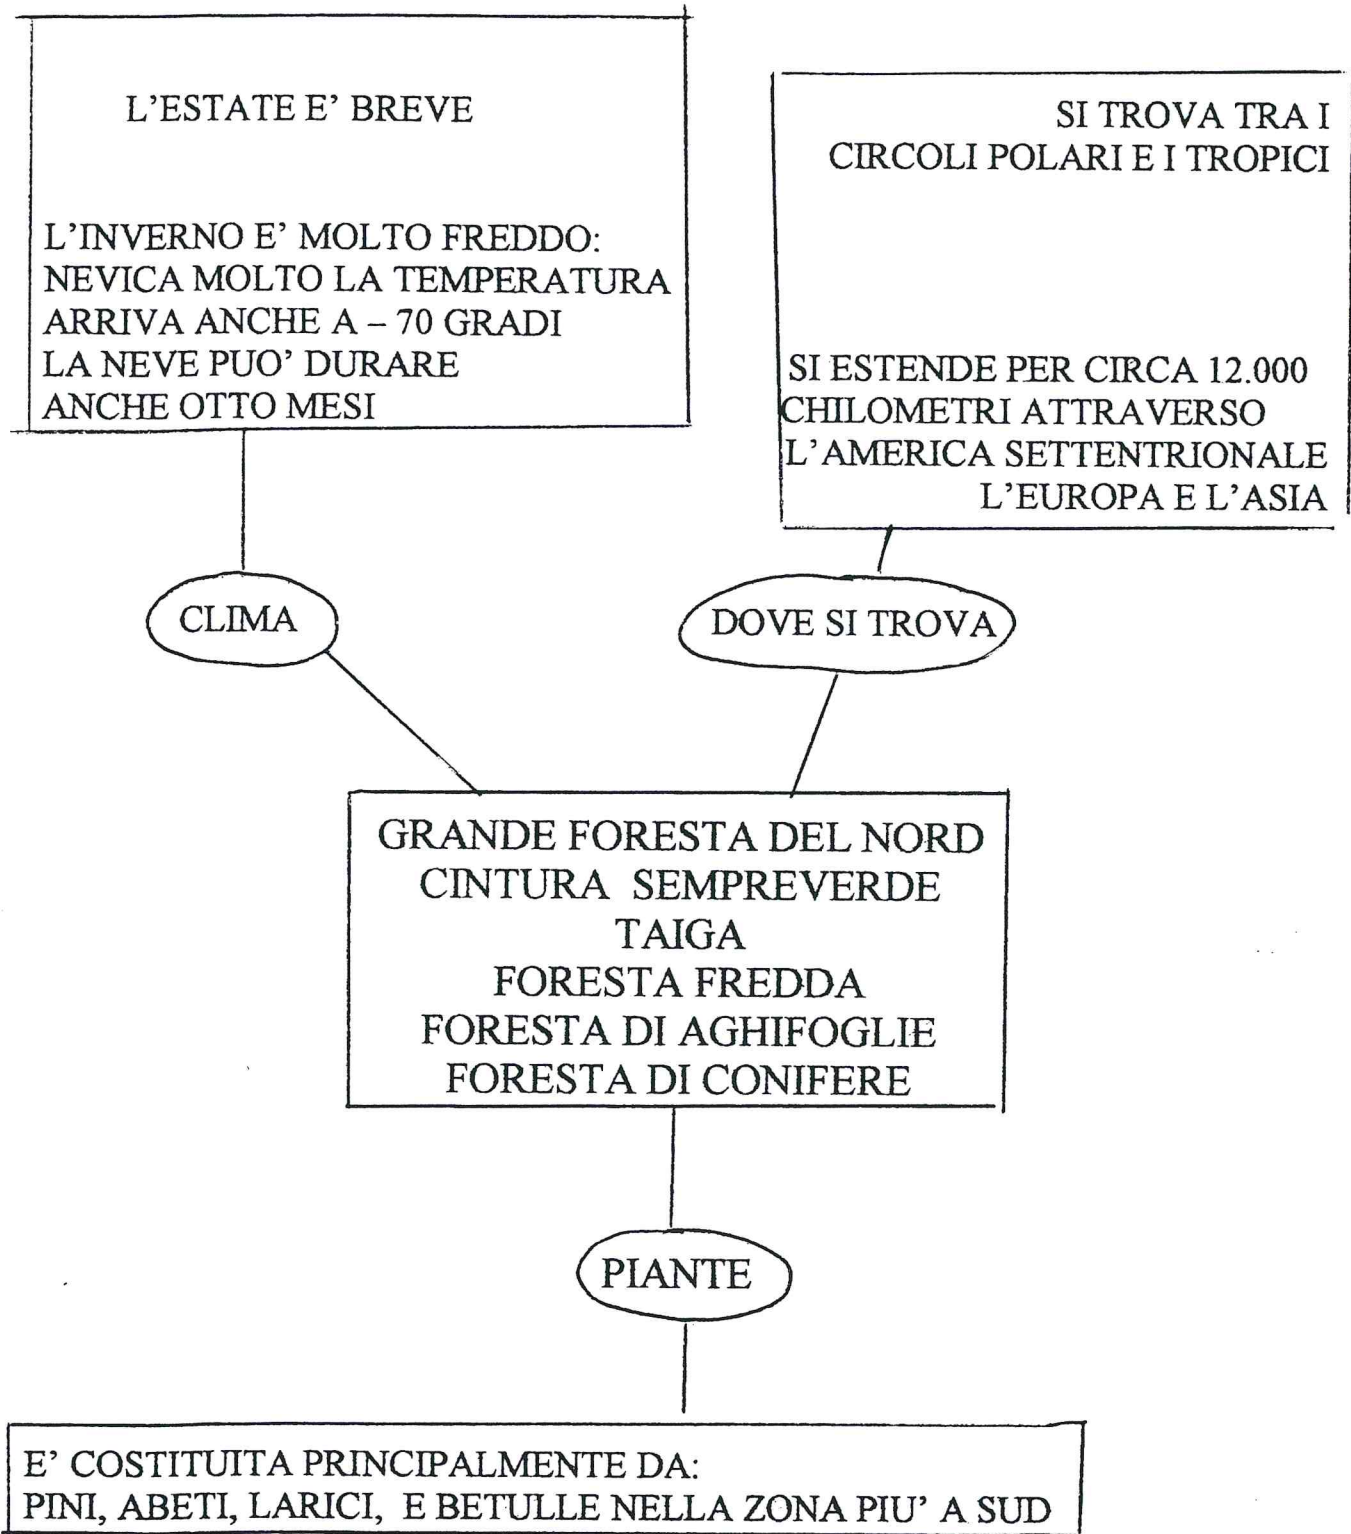 L'ESTATE E' BREVE
L'INVERNO E' MOLTO FREDDO:
NEVICA MOLTO LA TEMPERATURA
ARRIVA ANCHE A – 70 GRADI
LA NEVE PUO' DURARE
ANCHE OTTO MESI
SI TROVA TRA I
CIRCOLI POLARI E I TROPICI
SI ESTENDE PER CIRCA 12.000
CHILOMETRI ATTRAVERSO
L'AMERICA SETTENTRIONALE
L'EUROPA E L'ASIA
CLIMA
DOVE SI TROVA
GRANDE FORESTA DEL NORD
CINTURA SEMPREVERDE
TAIGA
FORESTA FREDDA
FORESTA DI AGHIFOGLIE
FORESTA DI CONIFERE
PIANTE
E' COSTITUITA PRINCIPALMENTE DA:
PINI, ABETI, LARICI, E BETULLE NELLA ZONA PIU' A SUD